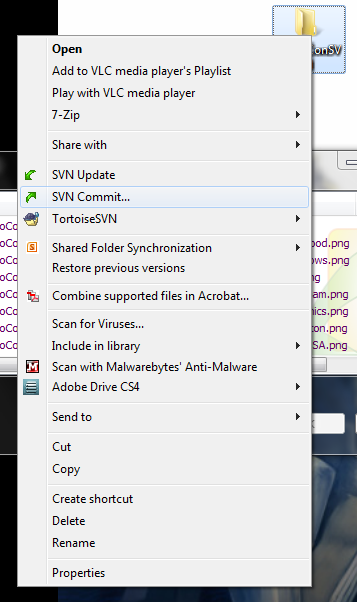 onSV
Open
Add to VLC media player's Playlist
Play with VLC media player
7-Zip
Share with
SVN Update
SVN Commit...
TortoiseSVN
Shared Folder Synchronization
Restore previous versions
Combine supported files in Acrobat...
Scan for Viruses...
Include in library
Scan with Malwarebytes' Anti-Malware
Adobe Drive CS4
Send to
Cut
Copy
Create shortcut
Delete
Rename
Properties
oCo
ood.png
oCo
ows.png
oCo
ng
oCo
am.png
oCo
mics.png
oCo
ton.png
oCo
SA.png